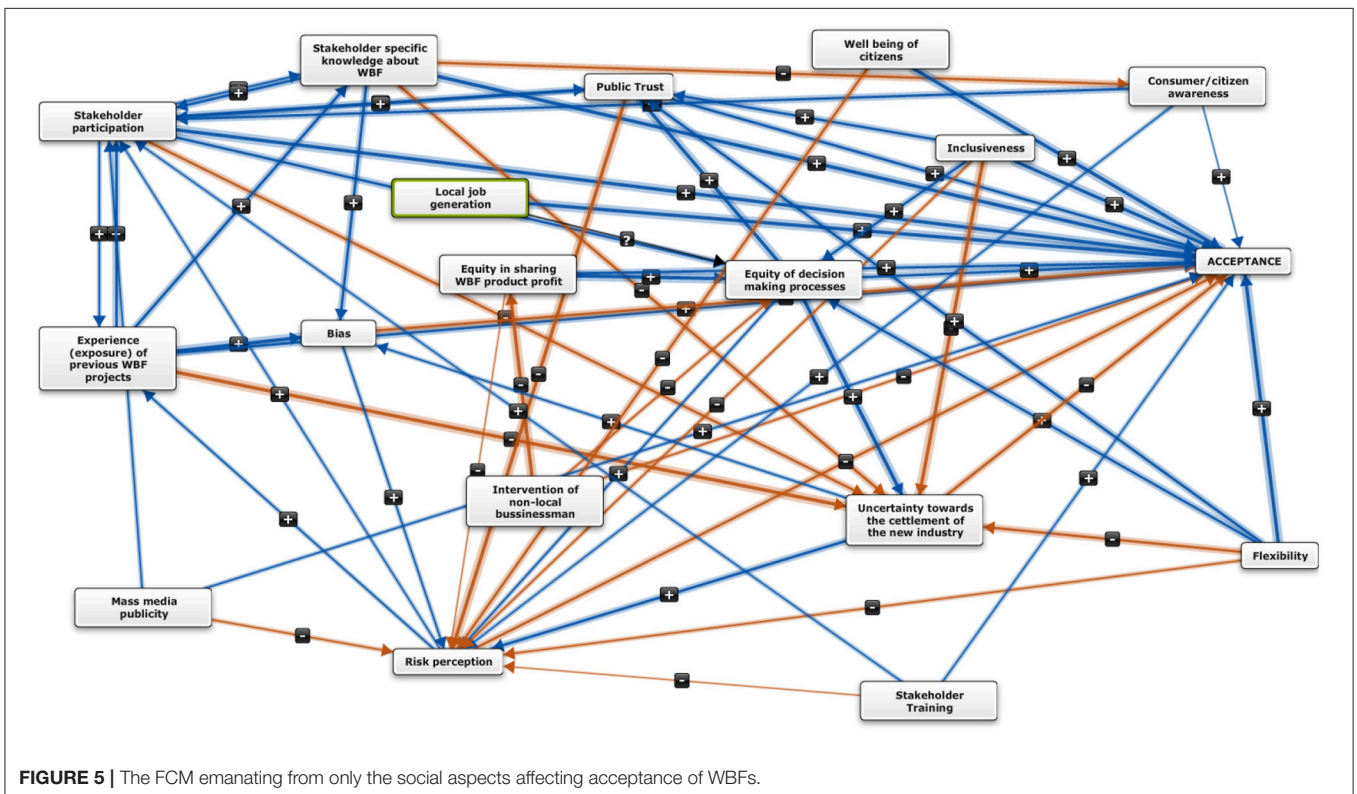 Stakeholder specific
knowledge about
WBF
Well being of
citizens
Public Trust
Consumer/citizen
awareness
Stakeholder
participation
Inclusiveness
Local job
generation
?
Equity in sharing
WBF product profit
Equity of decision
making processes
ACCEPTANCE
Experience
(exposure) of
previous WBF
projects
Bias
Intervention of
non-local
bussinessman
Uncertainty towards
the cettlement of
the new industry
Flexibility
Mass media
publicity
Risk perception
Stakeholder
Training
FIGURE 5 | The FCM emanating from only the social aspects affecting acceptance of WBFs.